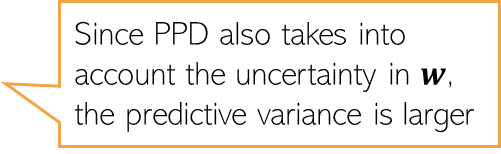 Since PPD also takes into
account the uncertainty in w,
the predictive variance is larger